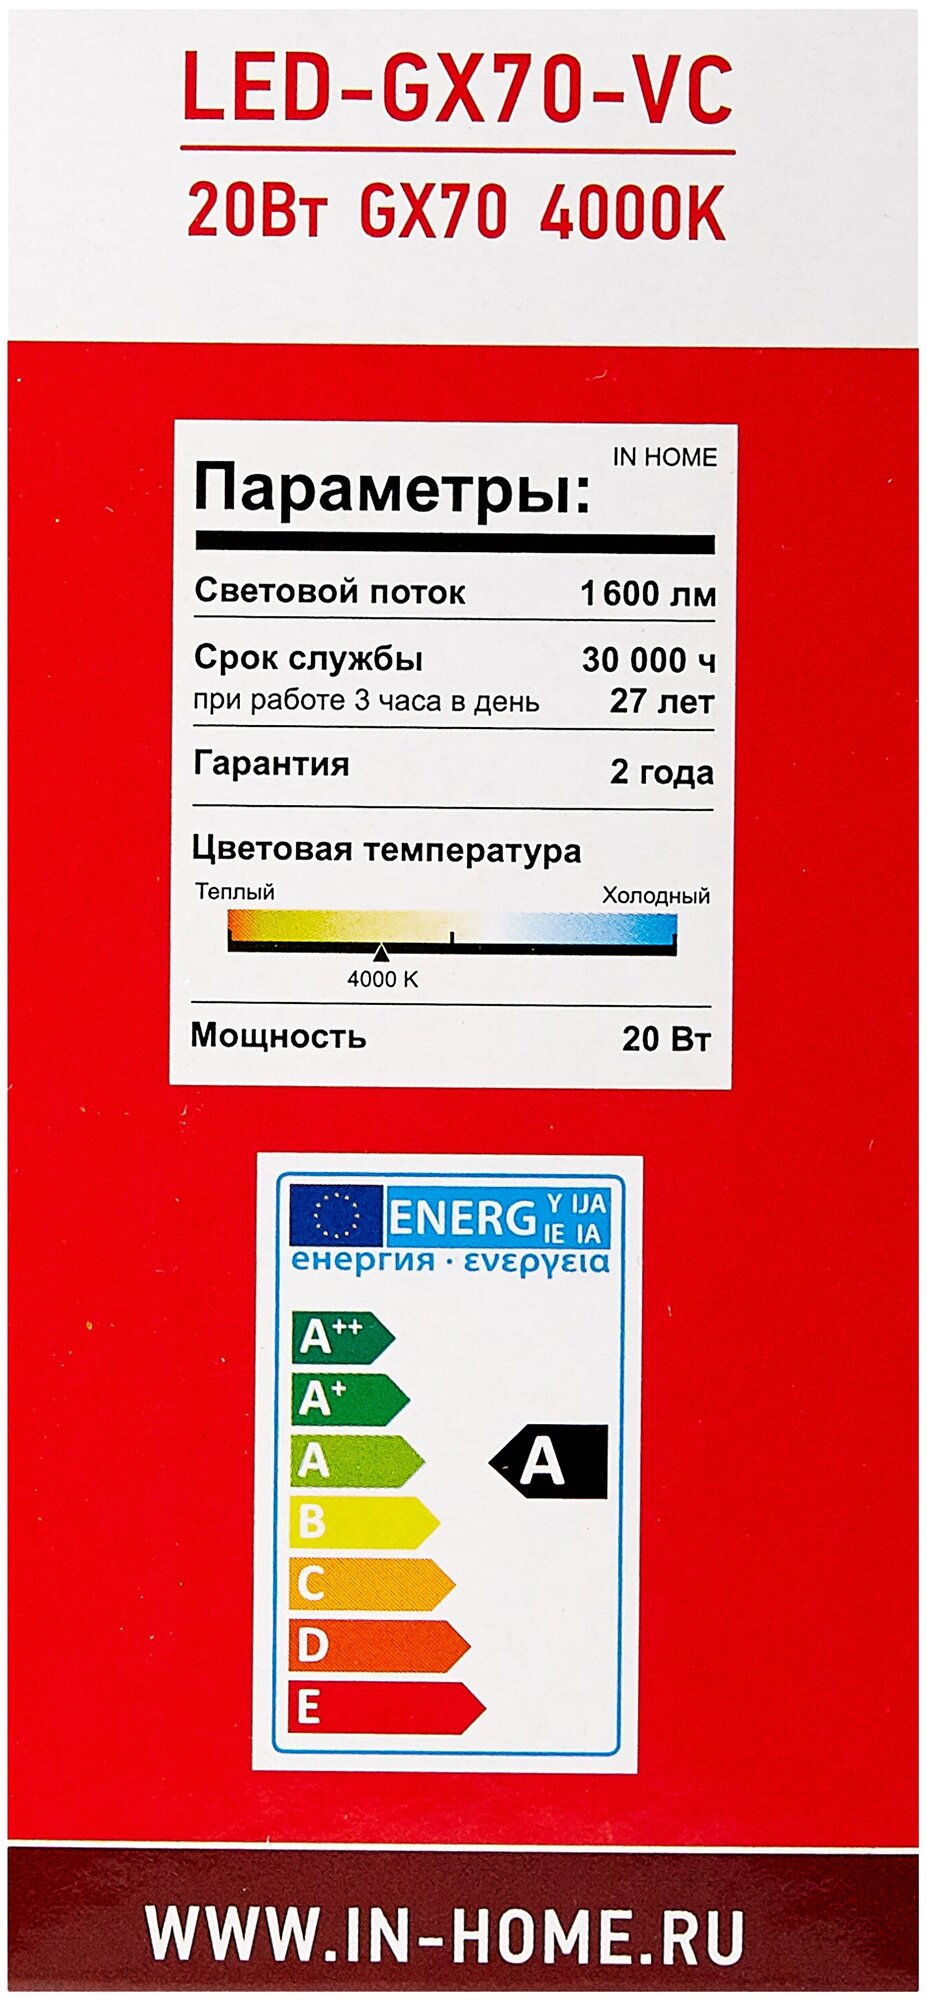 LED-GX70-VC
20Вт GX70 4000K
IN HOME
Параметры:
Световой поток 1600 лм
Срок службы 30 000 ч
при работе 3 часа в день 27 лет
Гарантия 2 года
Цветовая температура
Теплый Холодный
4000 K
Мощность 20 Вт
ENERG Y IJA
IE IA
енергия · ενεργεια
A++
A+
A A
B
C
D
E
WWW.IN-HOME.RU